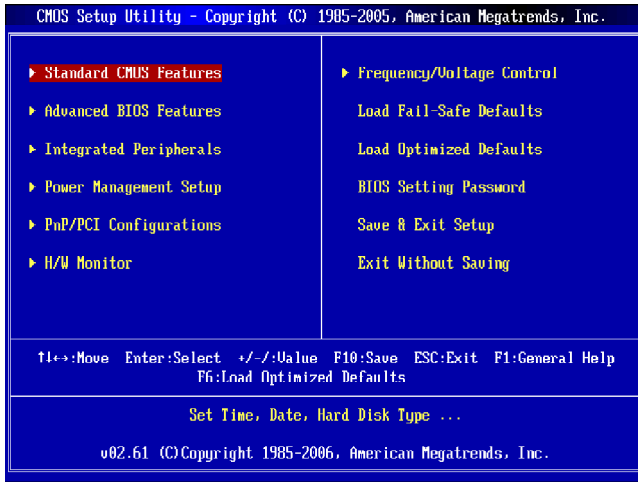 CMOS Setup Utility - Copyright (C) 1985-2005, American Megatrends, Inc.
▶ Standard CMOS Features
▶ Advanced BIOS Features
▶ Integrated Peripherals
▶ Power Management Setup
▶ PnP/PCI Configurations
▶ H/W Monitor
▶ Frequency/Voltage Control
Load Fail-Safe Defaults
Load Optimized Defaults
BIOS Setting Password
Save & Exit Setup
Exit Without Saving
↑↓←→:Move Enter:Select +/-/:Value F10:Save ESC:Exit F1:General Help
F6:Load Optimized Defaults
Set Time, Date, Hard Disk Type ...
v02.61 (C)Copyright 1985-2006, American Megatrends, Inc.